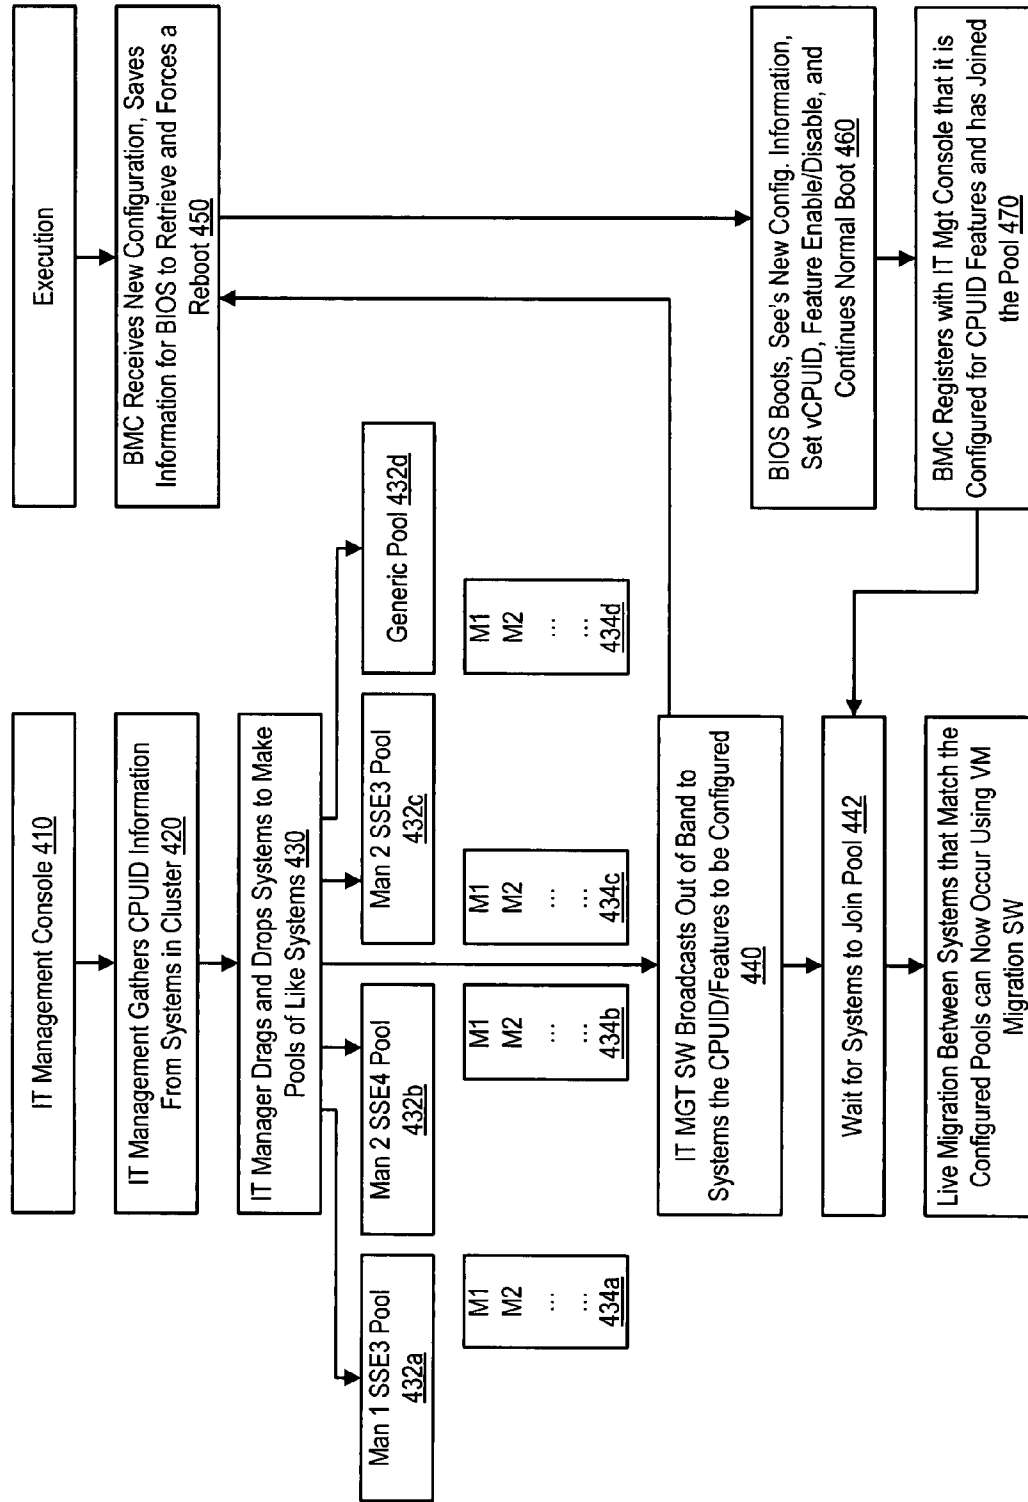 IT Management Console 410
IT Management Gathers CPUID Information
From Systems in Cluster 420
IT Manager Drags and Drops Systems to Make
Pools of Like Systems 430
Man 1 SSE3 Pool
432a
Man 2 SSE4 Pool
432b
Man 2 SSE3 Pool
432c
Generic Pool 432d
M1
M2
...
... 434a
M1
M2
...
... 434b
M1
M2
...
... 434c
M1
M2
...
... 434d
IT MGT SW Broadcasts Out of Band to
Systems the CPUID/Features to be Configured
440
Wait for Systems to Join Pool 442
Live Migration Between Systems that Match the
Configured Pools can Now Occur Using VM
Migration SW
Execution
BMC Receives New Configuration, Saves
Information for BIOS to Retrieve and Forces a
Reboot 450
BIOS Boots, See's New Config. Information,
Set vCPUID, Feature Enable/Disable, and
Continues Normal Boot 460
BMC Registers with IT Mgt Console that it is
Configured for CPUID Features and has Joined
the Pool 470